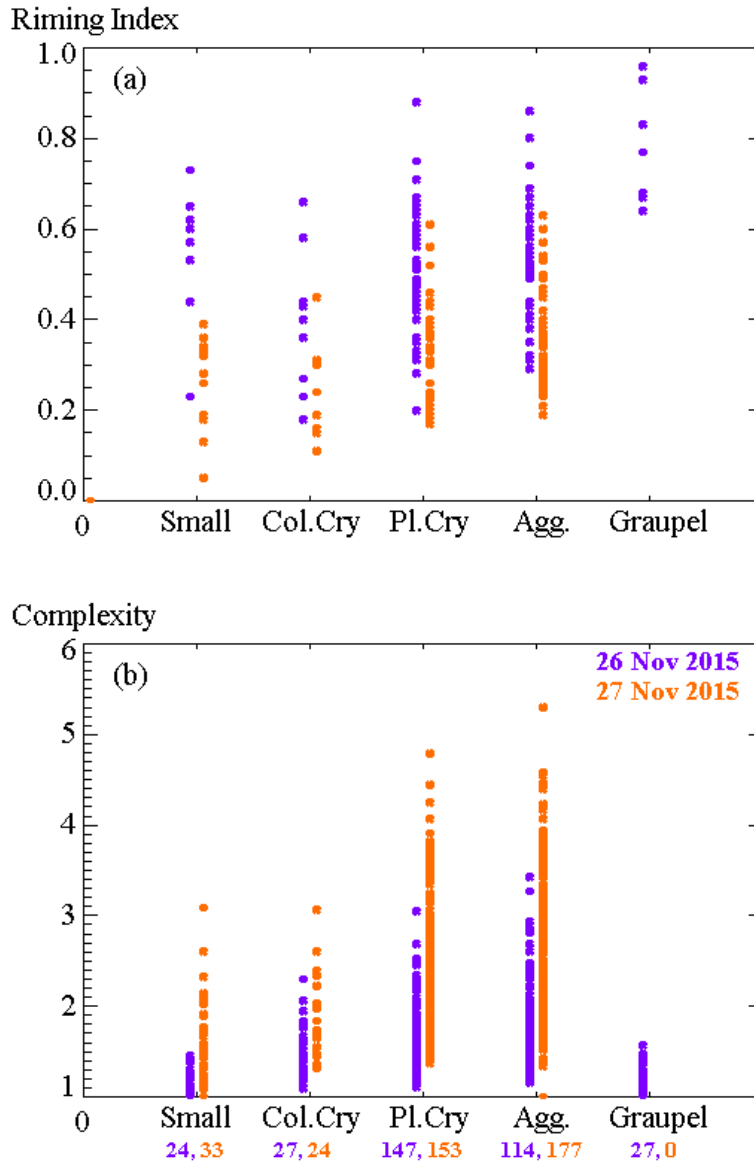 Riming Index
1.0
(a)
0.8
0.6
0.4
0.2
0.0
0 Small Col.Cry Pl.Cry Agg. Graupel
Complexity
6
(b)
26 Nov 2015
27 Nov 2015
5
4
3
2
1
0 Small Col.Cry Pl.Cry Agg. Graupel
24, 33 27, 24 147, 153 114, 177 27, 0